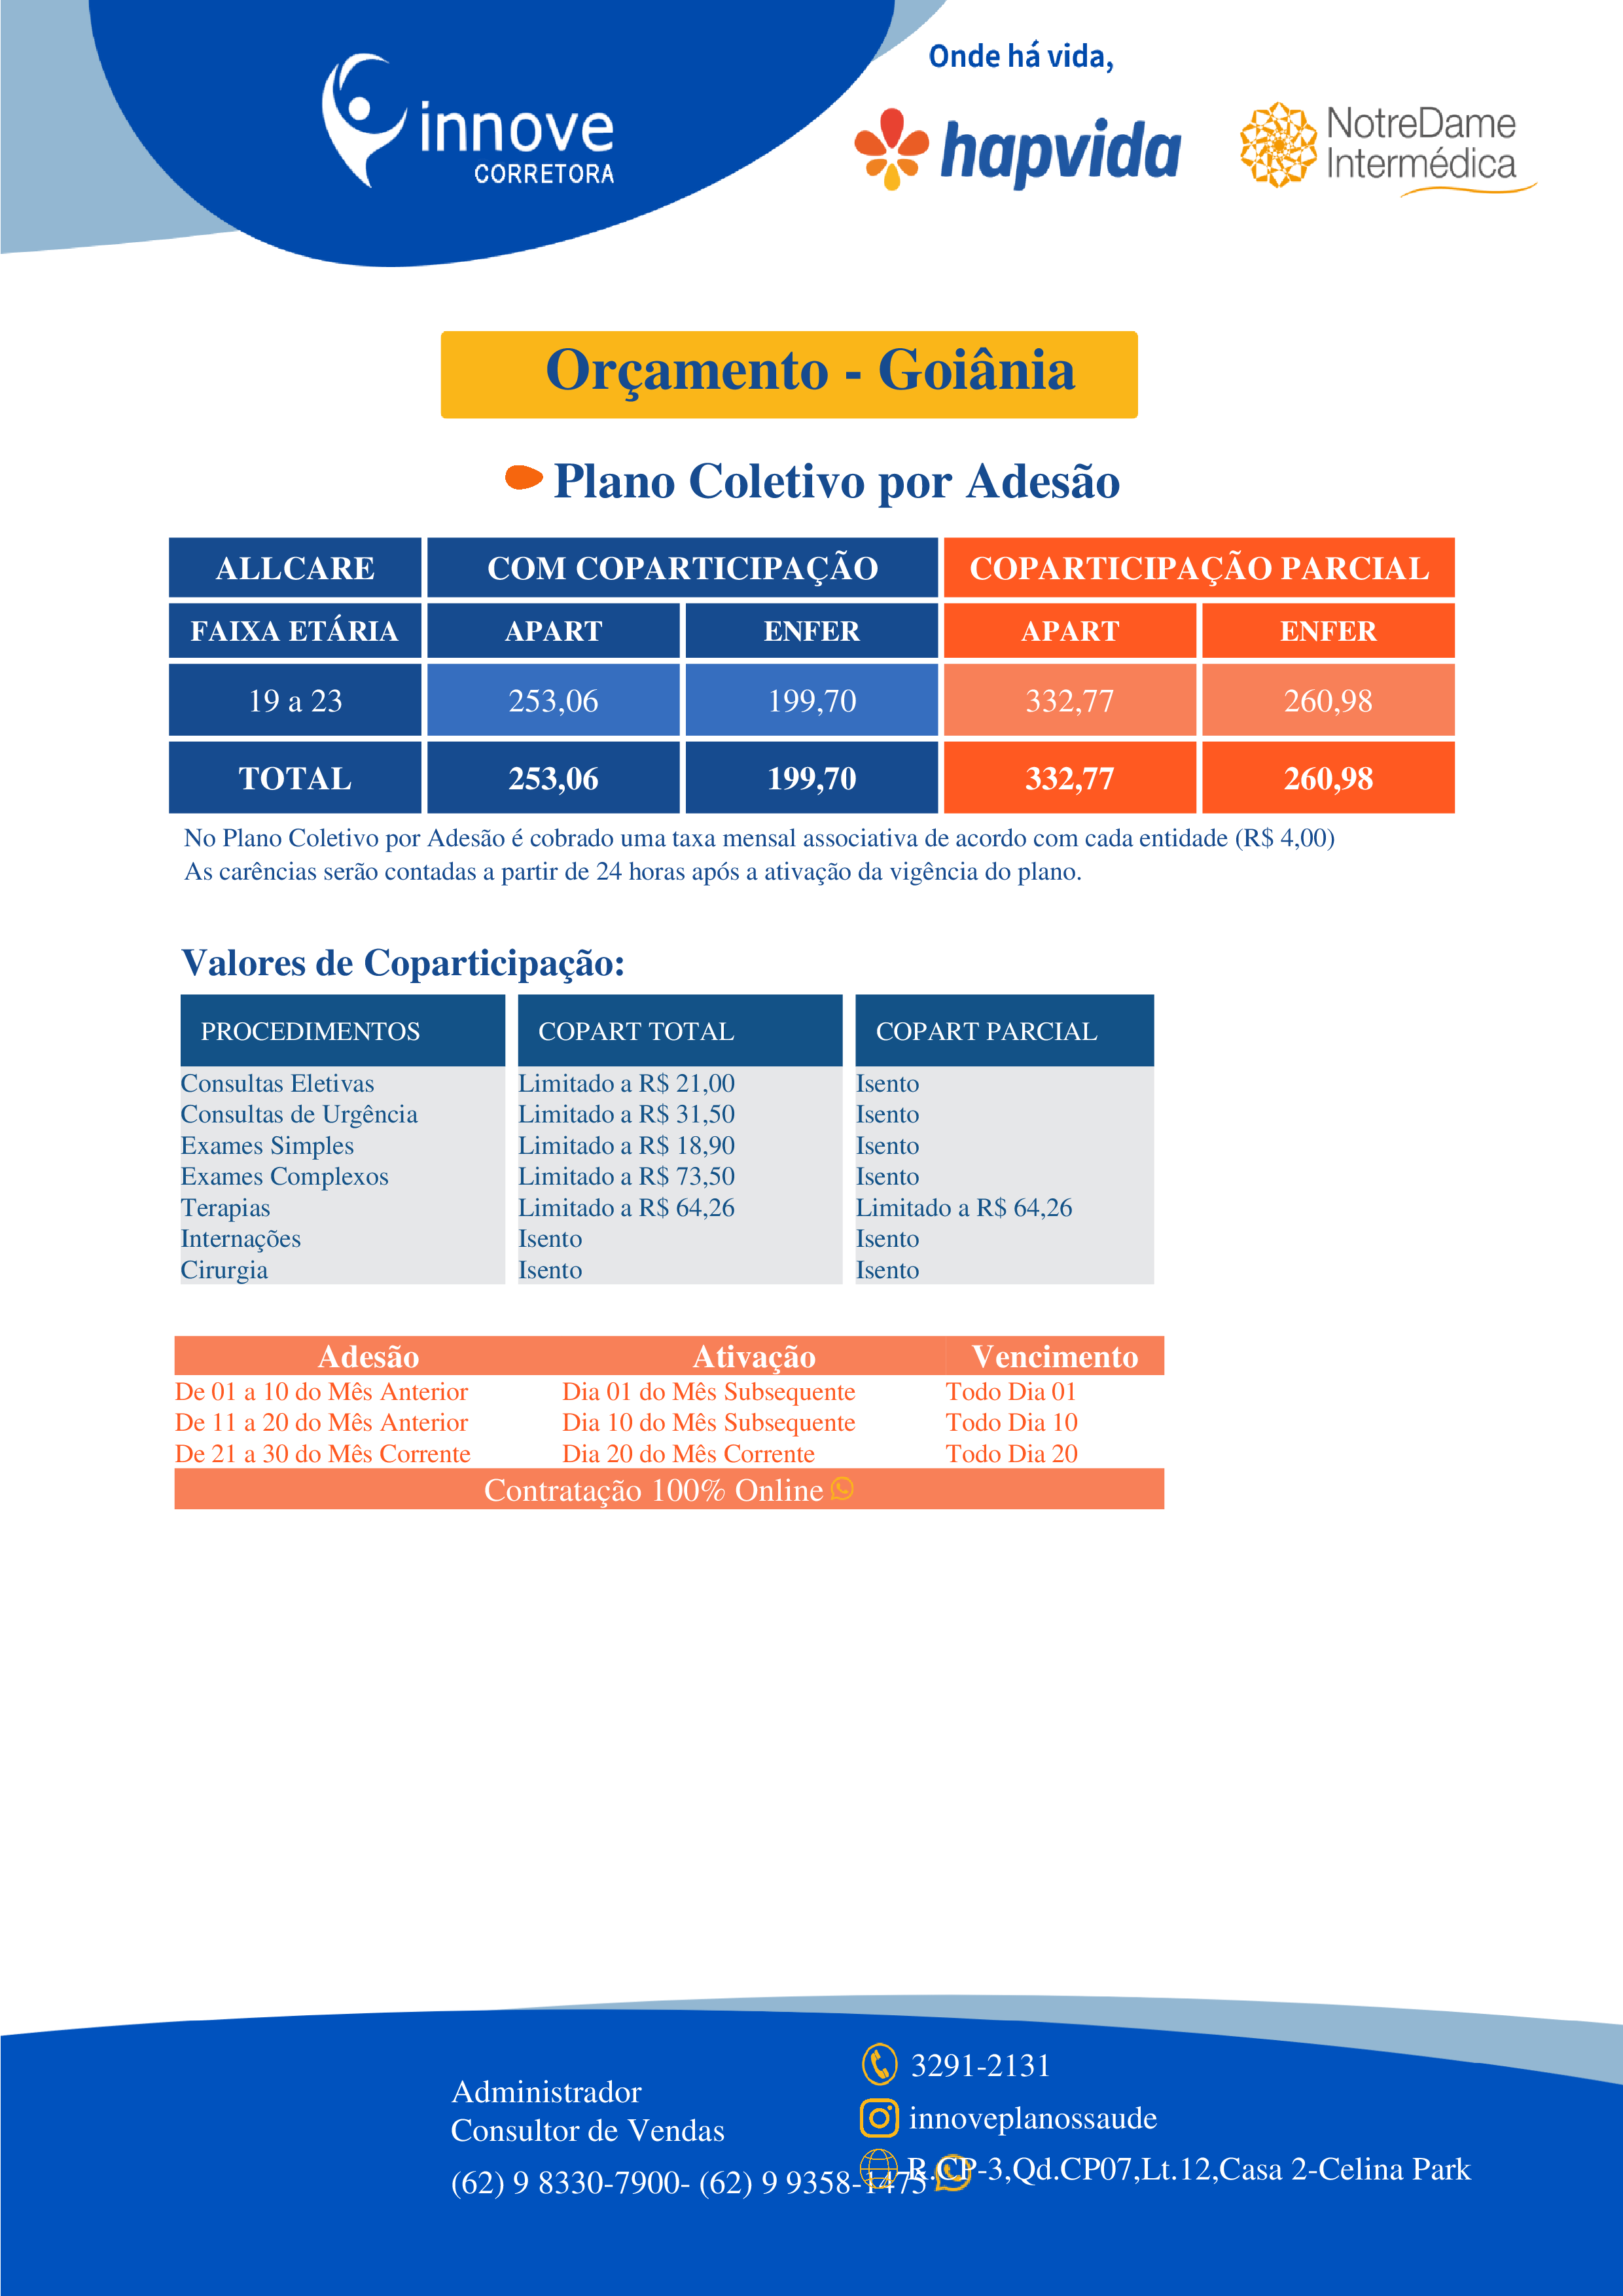 innove
CORRETORA
Onde há vida,
hapvida
NotreDame
Intermédica
Orçamento - Goiânia
Plano Coletivo por Adesão
ALLCARE COM COPARTICIPAÇÃO COPARTICIPAÇÃO PARCIAL
FAIXA ETÁRIA APART ENFER APART ENFER
19 a 23 253,06 199,70 332,77 260,98
TOTAL 253,06 199,70 332,77 260,98
No Plano Coletivo por Adesão é cobrado uma taxa mensal associativa de acordo com cada entidade (R$ 4,00)
As carências serão contadas a partir de 24 horas após a ativação da vigência do plano.
Valores de Coparticipação:
PROCEDIMENTOS COPART TOTAL COPART PARCIAL
Consultas Eletivas Limitado a R$ 21,00 Isento
Consultas de Urgência Limitado a R$ 31,50 Isento
Exames Simples Limitado a R$ 18,90 Isento
Exames Complexos Limitado a R$ 73,50 Isento
Terapias Limitado a R$ 64,26 Limitado a R$ 64,26
Internações Isento Isento
Cirurgia Isento Isento
Adesão Ativação Vencimento
De 01 a 10 do Mês Anterior Dia 01 do Mês Subsequente Todo Dia 01
De 11 a 20 do Mês Anterior Dia 10 do Mês Subsequente Todo Dia 10
De 21 a 30 do Mês Corrente Dia 20 do Mês Corrente Todo Dia 20
Contratação 100% Online
Administrador
Consultor de Vendas
(62) 9 8330-7900- (62) 9 9358-1475
3291-2131
innoveplanossaude
R.CP-3,Qd.CP07,Lt.12,Casa 2-Celina Park